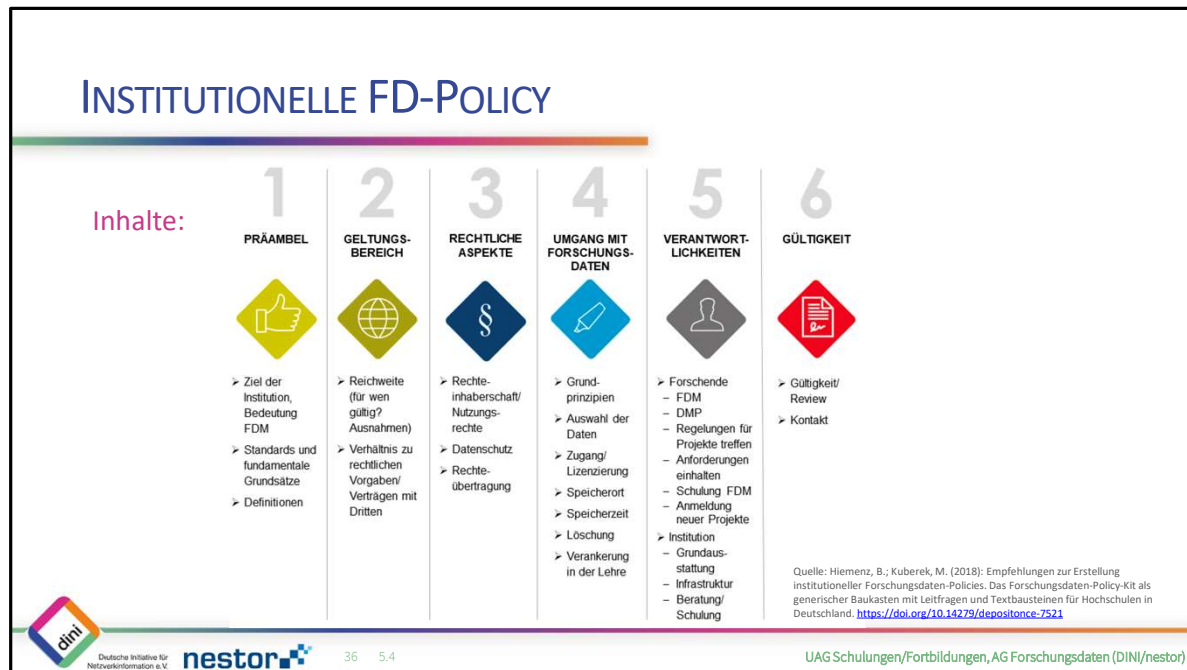 INSTITUTIONELLE FD-POLICY
Inhalte:
1
PRÄAMBEL
➢ Ziel der
Institution,
Bedeutung
FDM
➢ Standards und
fundamentale
Grundsätze
➢ Definitionen
2
GELTUNGS-
BEREICH
➢ Reichweite
(für wen
gültig?
Ausnahmen)
➢ Verhältnis zu
rechtlichen
Vorgaben/
Verträgen mit
Dritten
3
RECHTLICHE
ASPEKTE
§
➢ Rechte-
inhaberschaft/
Nutzungs-
rechte
➢ Datenschutz
➢ Rechte-
übertragung
4
UMGANG MIT
FORSCHUNGS-
DATEN
➢ Grund-
prinzipien
➢ Auswahl der
Daten
➢ Zugang/
Lizenzierung
➢ Speicherort
➢ Speicherzeit
➢ Löschung
➢ Verankerung
in der Lehre
5
VERANTWORT-
LICHKEITEN
➢ Forschende
– FDM
– DMP
– Regelungen für
Projekte treffen
– Anforderungen
einhalten
– Schulung FDM
– Anmeldung
neuer Projekte
➢ Institution
– Grundaus-
stattung
– Infrastruktur
– Beratung/
Schulung
6
GÜLTIGKEIT
➢ Gültigkeit/
Review
➢ Kontakt
Quelle: Hiemenz, B.; Kuberek, M. (2018): Empfehlungen zur Erstellung
institutioneller Forschungsdaten-Policies. Das Forschungsdaten-Policy-Kit als
generischer Baukasten mit Leitfragen und Textbausteinen für Hochschulen in
Deutschland. https://doi.org/10.14279/depositonce-7521
dini
Deutsche Initiative für
Netzwerkinformation e.V.
nestor
36 5.4
UAG Schulungen/Fortbildungen, AG Forschungsdaten (DINI/nestor)